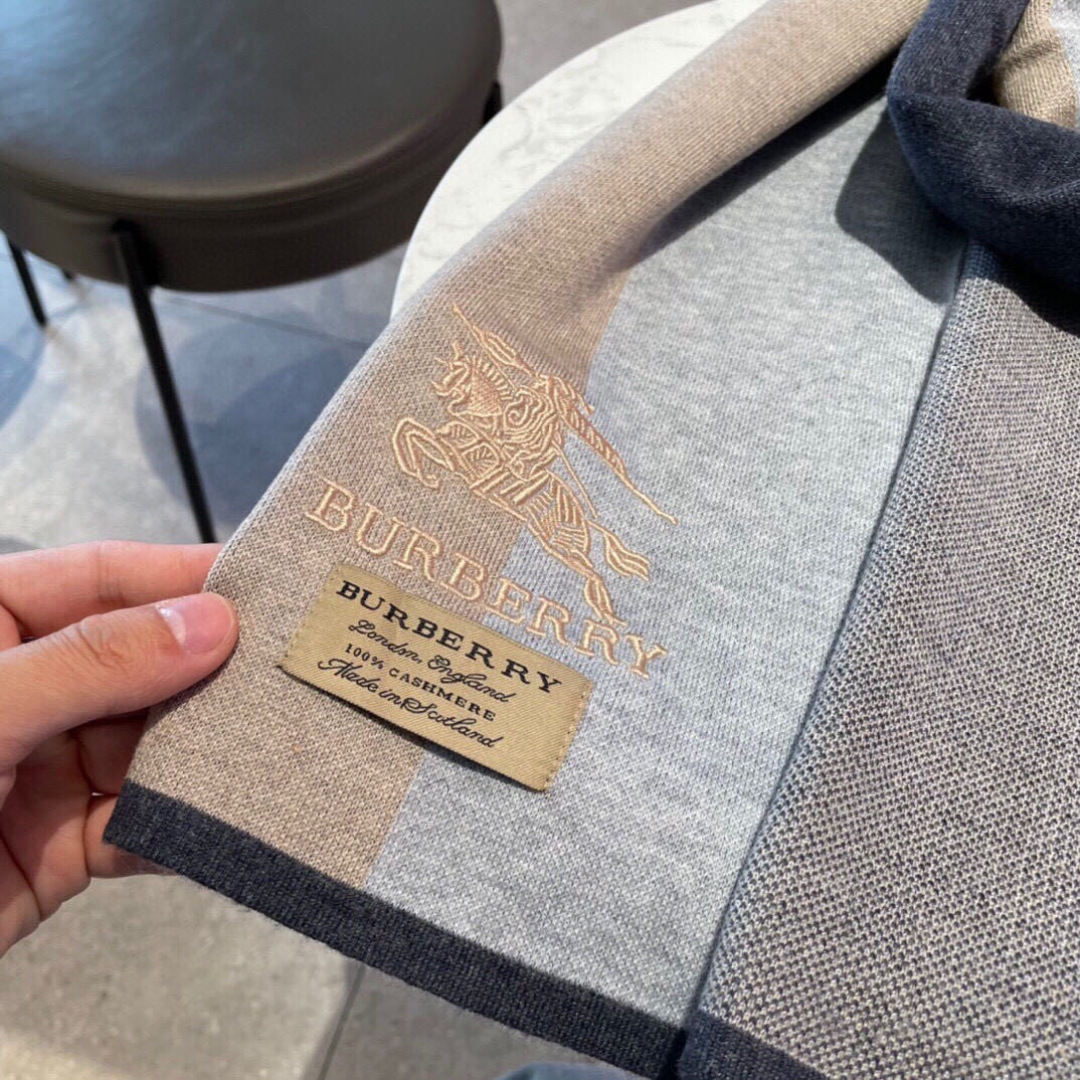 BURBERRY
BURBERRY
London, England
100% CASHMERE
Made in Scotland